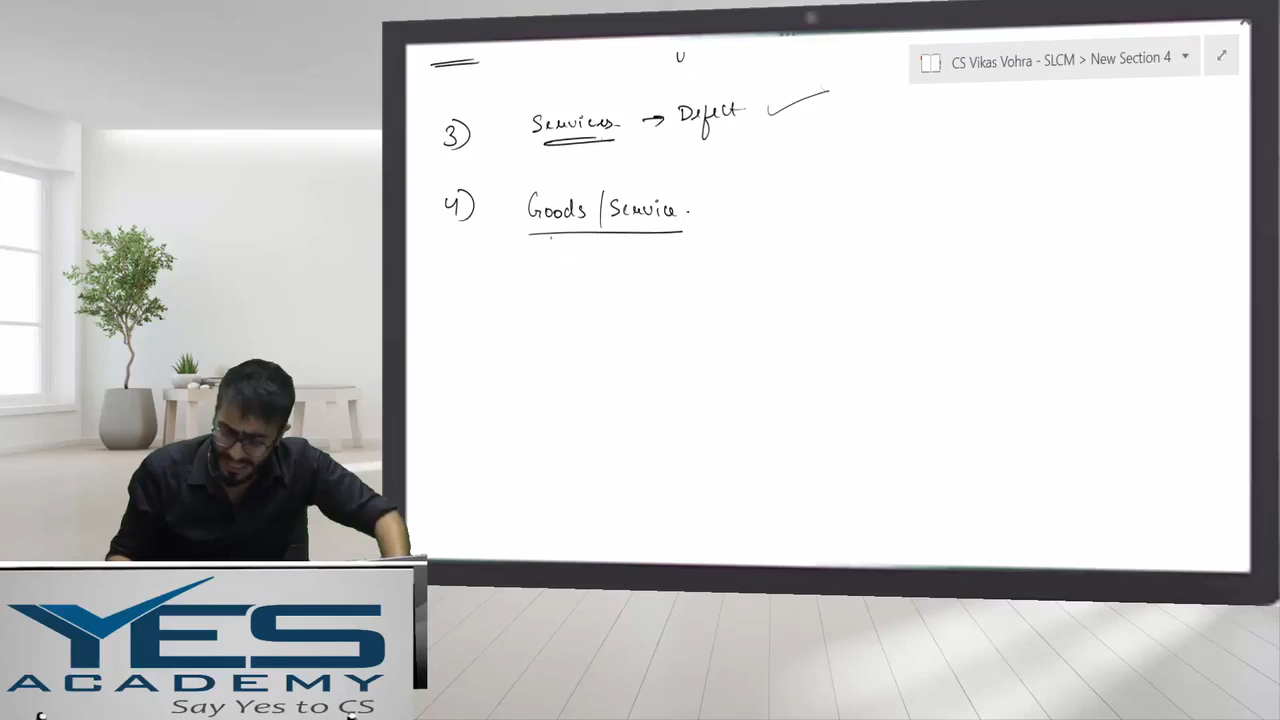 CS Vikas Vohra - SLCM > New Section 4
3) Services → Defect ✓
4) Goods / Service.
YES
ACADEMY
Say Yes to CS